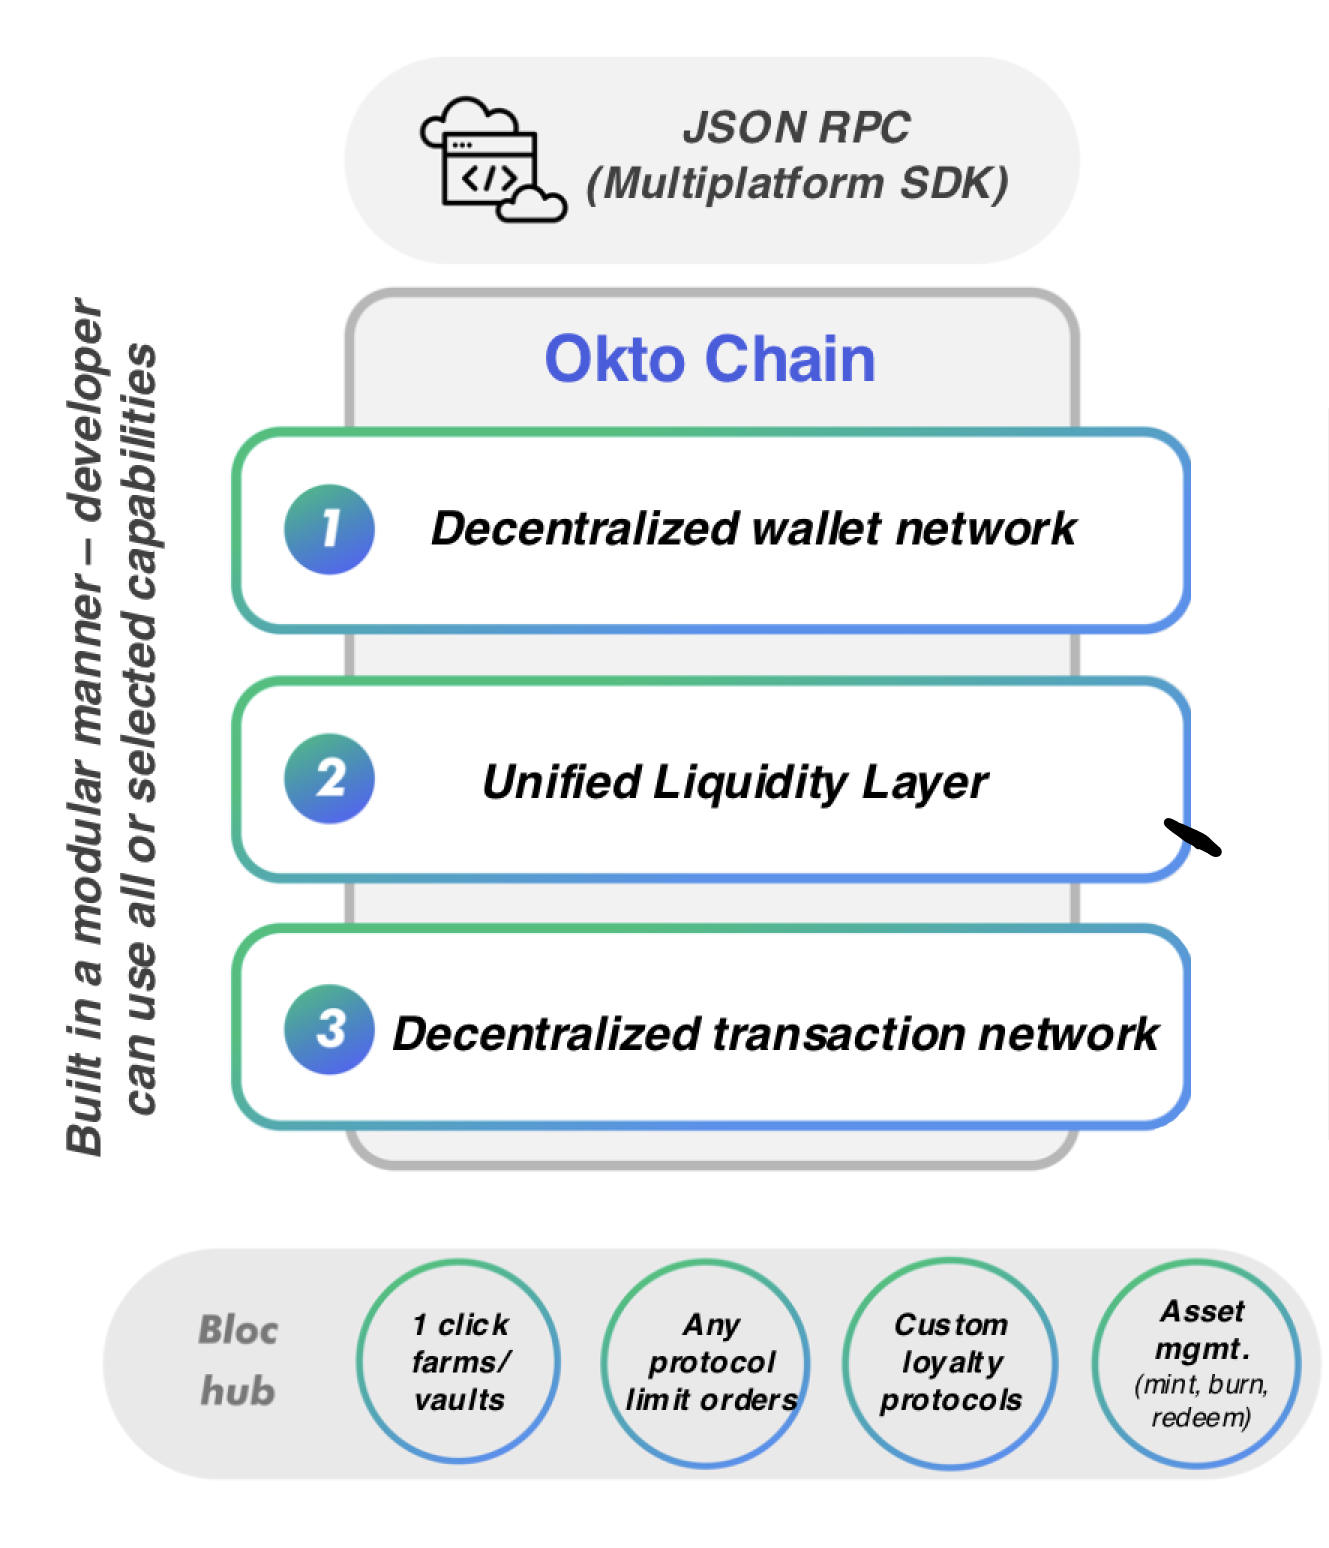 JSON RPC
(Multiplatform SDK)
Built in a modular manner – developer
can use all or selected capabilities
Okto Chain
1
Decentralized wallet network
2
Unified Liquidity Layer
3
Decentralized transaction network
Bloc
hub
1 click
farms/
vaults
Any
protocol
limit orders
Custom
loyalty
protocols
Asset
mgmt.
(mint, burn,
redeem)